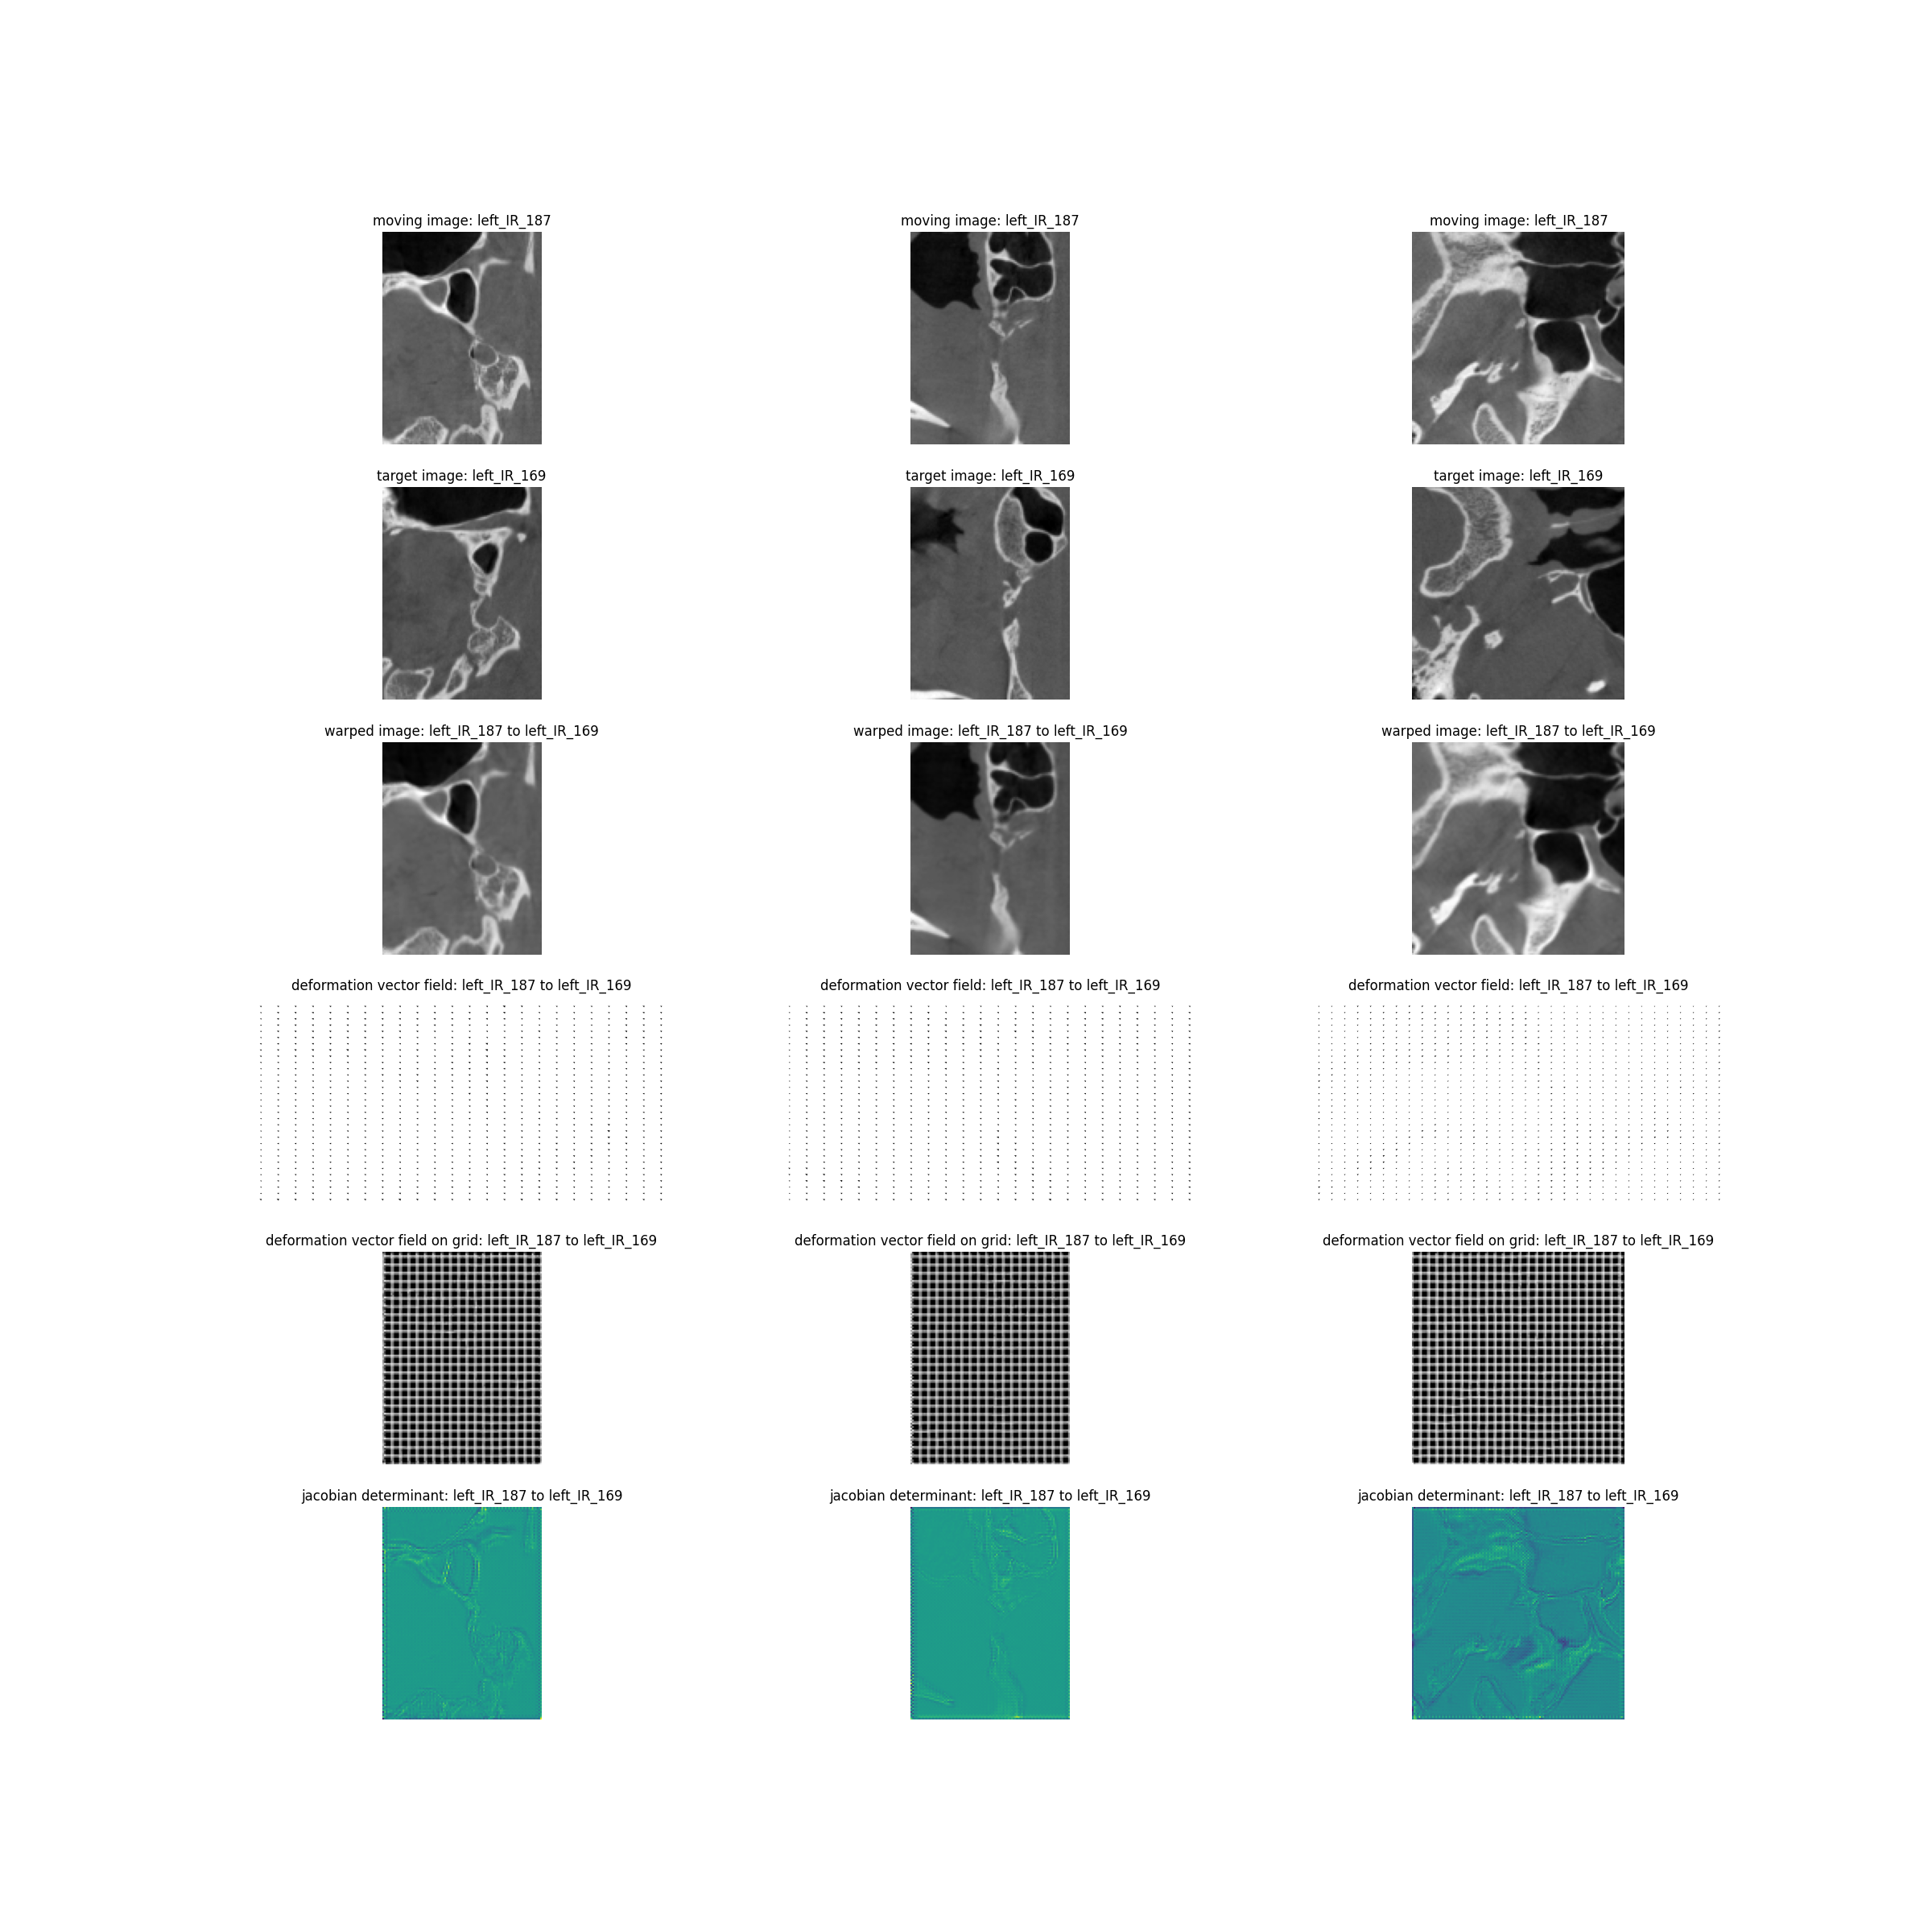 moving image: left_IR_187
moving image: left_IR_187
moving image: left_IR_187
target image: left_IR_169
target image: left_IR_169
target image: left_IR_169
warped image: left_IR_187 to left_IR_169
warped image: left_IR_187 to left_IR_169
warped image: left_IR_187 to left_IR_169
deformation vector field: left_IR_187 to left_IR_169
deformation vector field: left_IR_187 to left_IR_169
deformation vector field: left_IR_187 to left_IR_169
deformation vector field on grid: left_IR_187 to left_IR_169
deformation vector field on grid: left_IR_187 to left_IR_169
deformation vector field on grid: left_IR_187 to left_IR_169
jacobian determinant: left_IR_187 to left_IR_169
jacobian determinant: left_IR_187 to left_IR_169
jacobian determinant: left_IR_187 to left_IR_169